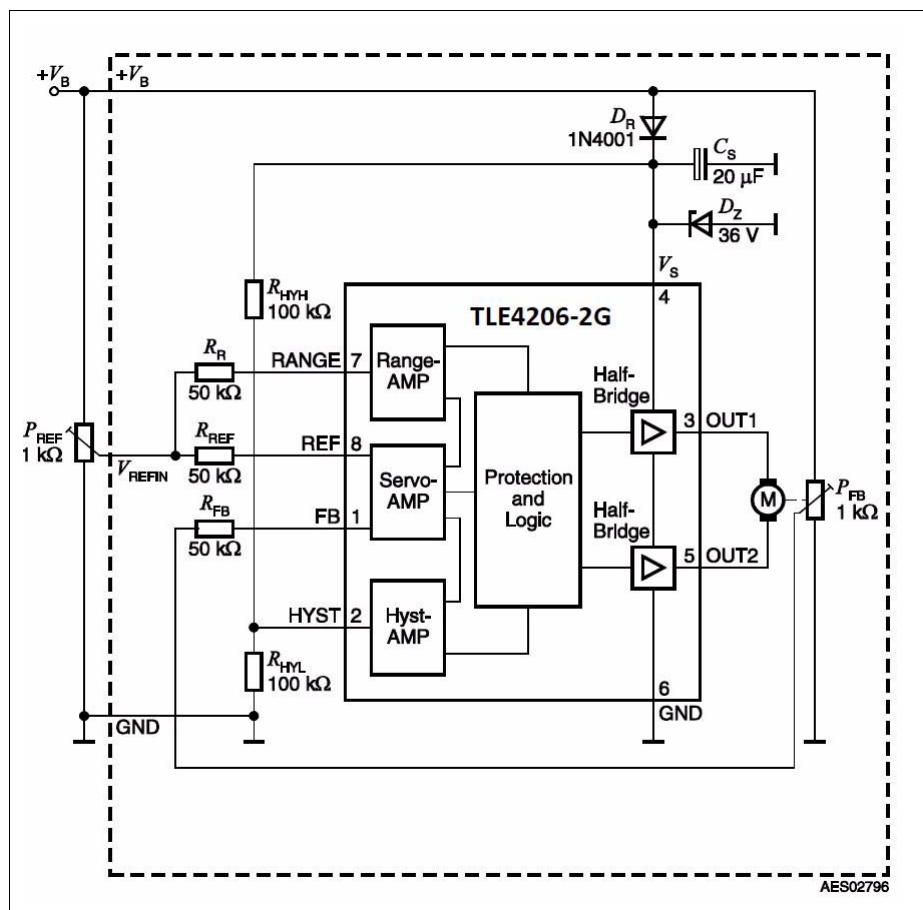 +VB
+VB
DR
1N4001
CS
20 µF
DZ
36 V
VS
4
RHYH
100 kΩ
TLE4206-2G
RR
50 kΩ
RANGE 7
Range-
AMP
Half-
Bridge
3 OUT1
PREF
1 kΩ
VREFIN
RREF
50 kΩ
REF 8
Servo-
AMP
Protection
and
Logic
M
PFB
1 kΩ
RFB
50 kΩ
FB 1
Half-
Bridge
5 OUT2
HYST 2
Hyst-
AMP
RHYL
100 kΩ
6
GND
GND
AES02796